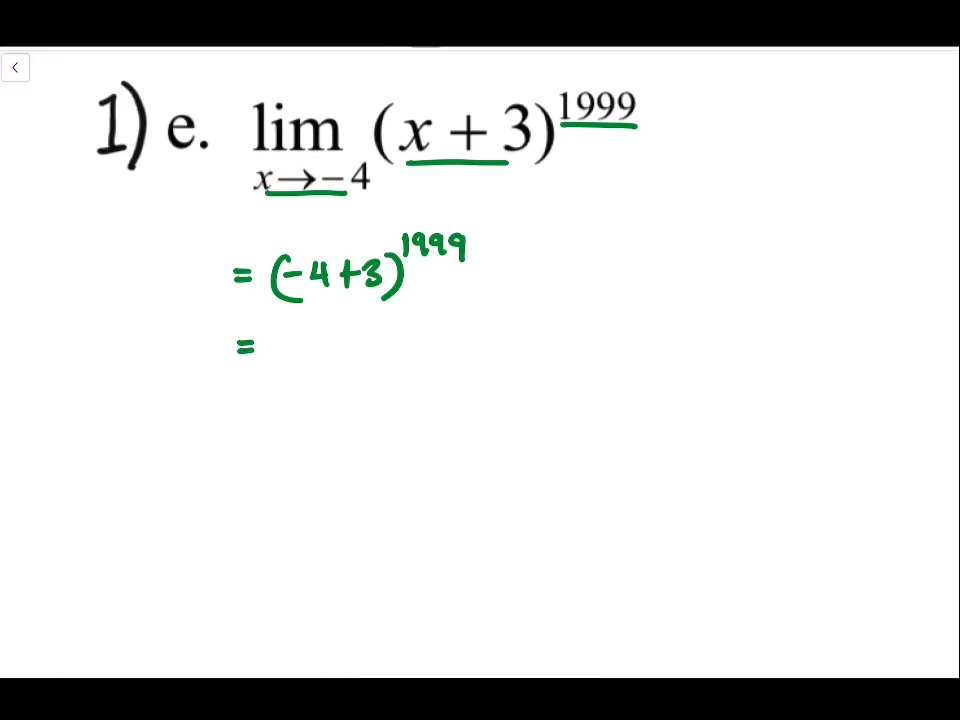 1) e. lim (x + 3)^1999
x→−4
= (-4+3)^1999
=